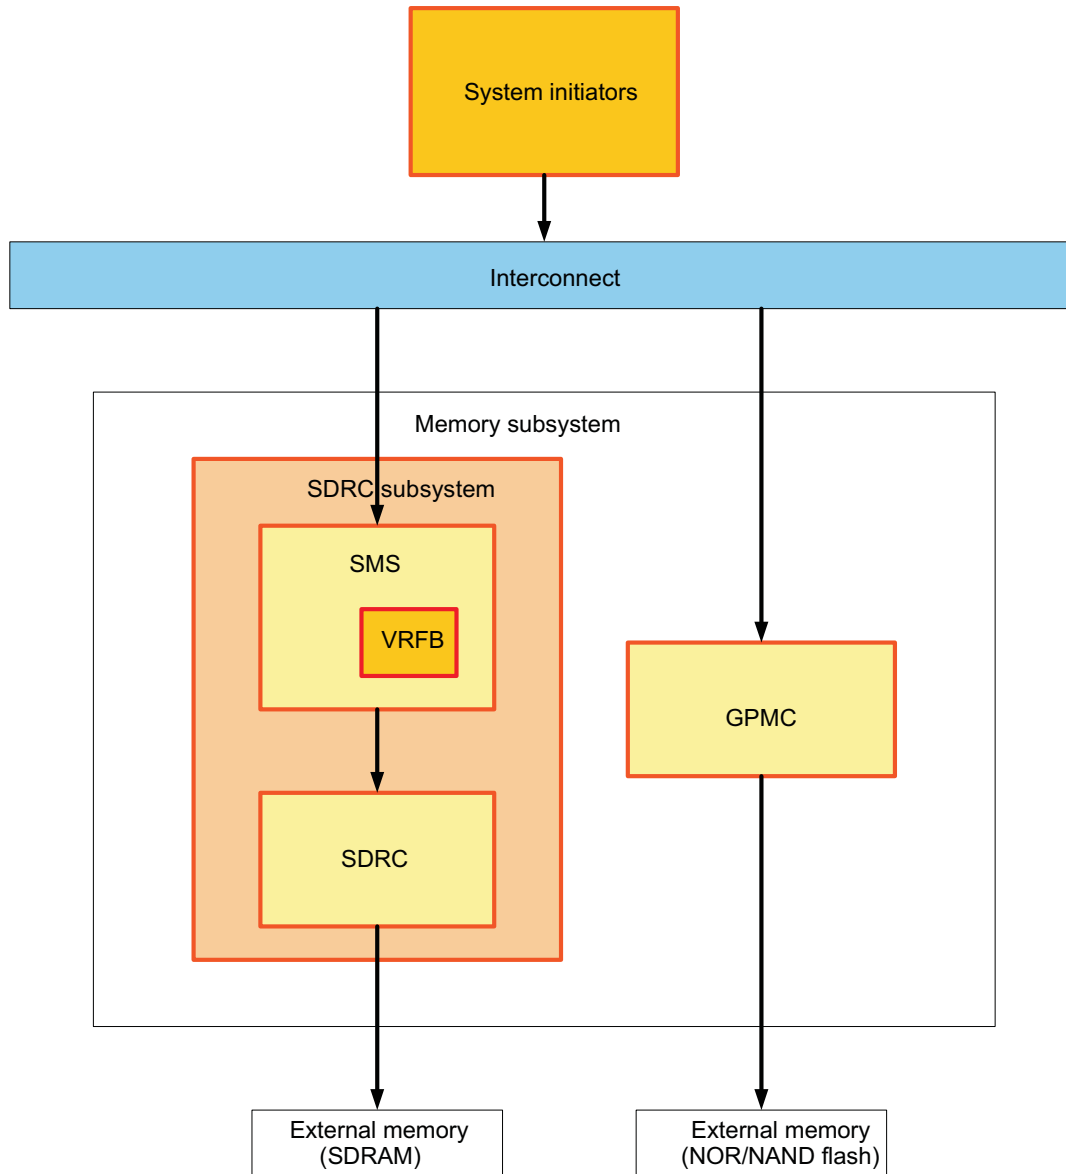 System initiators
Interconnect
Memory subsystem
SDRC subsystem
SMS
VRFB
GPMC
SDRC
External memory
(SDRAM)
External memory
(NOR/NAND flash)